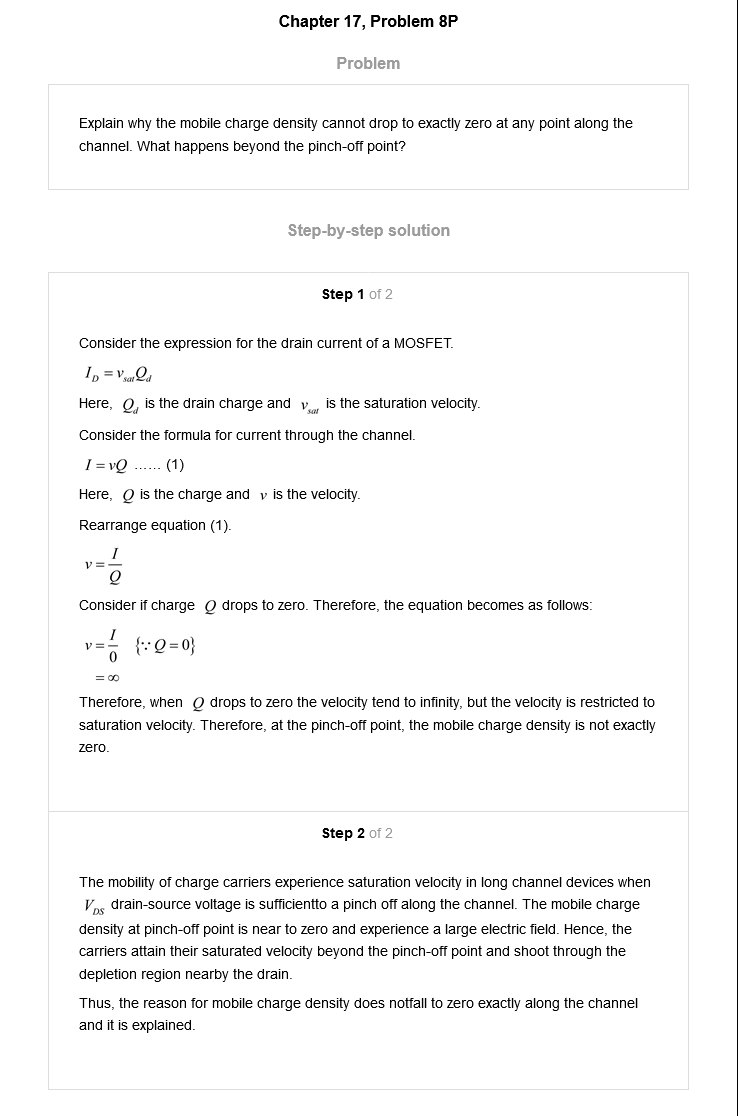 Chapter 17, Problem 8P
Problem
Explain why the mobile charge density cannot drop to exactly zero at any point along the
channel. What happens beyond the pinch-off point?
Step-by-step solution
Step 1 of 2
Consider the expression for the drain current of a MOSFET.
I_D = v_sat Q_d
Here, Q_d is the drain charge and v_sat is the saturation velocity.
Consider the formula for current through the channel.
I = vQ ...... (1)
Here, Q is the charge and v is the velocity.
Rearrange equation (1).
v = I/Q
Consider if charge Q drops to zero. Therefore, the equation becomes as follows:
v = I/0 {∵ Q = 0}
= ∞
Therefore, when Q drops to zero the velocity tend to infinity, but the velocity is restricted to
saturation velocity. Therefore, at the pinch-off point, the mobile charge density is not exactly
zero.
Step 2 of 2
The mobility of charge carriers experience saturation velocity in long channel devices when
V_DS drain-source voltage is sufficientto a pinch off along the channel. The mobile charge
density at pinch-off point is near to zero and experience a large electric field. Hence, the
carriers attain their saturated velocity beyond the pinch-off point and shoot through the
depletion region nearby the drain.
Thus, the reason for mobile charge density does notfall to zero exactly along the channel
and it is explained.